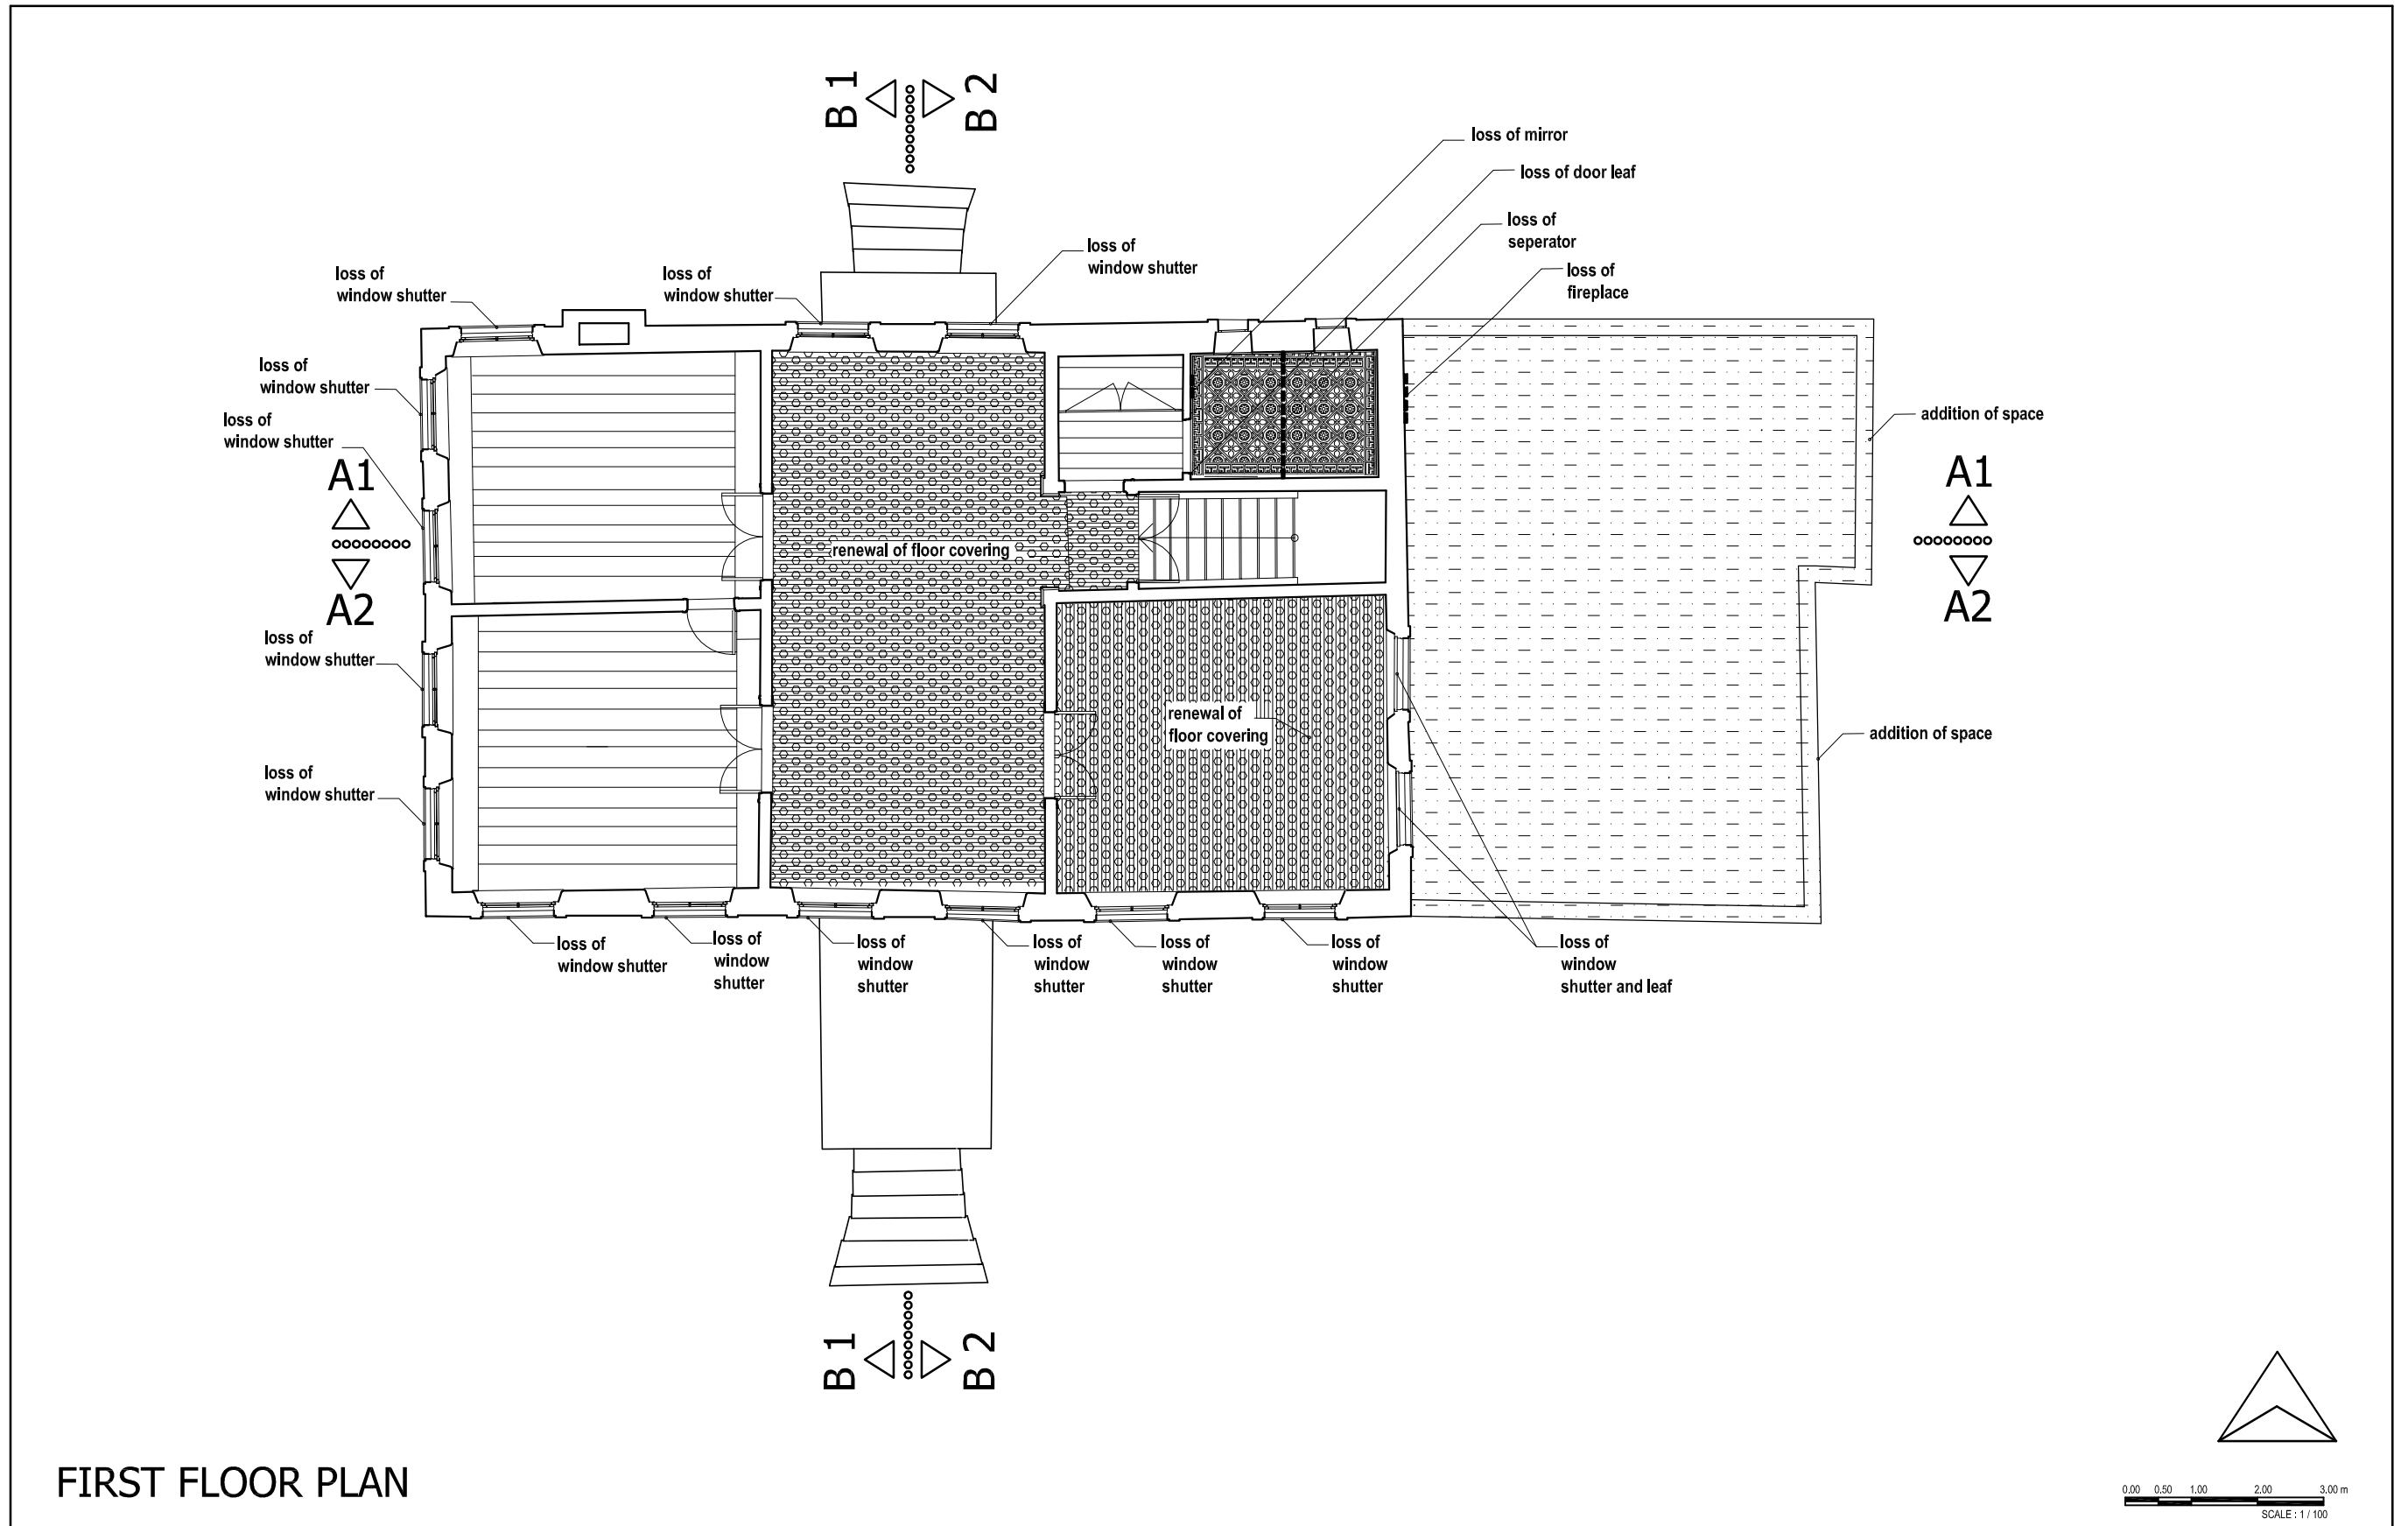 B 1
B 2
loss of mirror
loss of door leaf
loss of
seperator
loss of
fireplace
loss of
window shutter
loss of
window shutter
loss of
window shutter
loss of
window shutter
loss of
window shutter
addition of space
A1
A2
A1
A2
renewal of floor covering
loss of
window shutter
renewal of
floor covering
addition of space
loss of
window shutter
loss of
window shutter
loss of
window
shutter
loss of
window
shutter
loss of
window
shutter
loss of
window
shutter
loss of
window
shutter
loss of
window
shutter and leaf
B 1
B 2
FIRST FLOOR PLAN
0.00 0.50 1.00 2.00 3.00 m
SCALE : 1 / 100